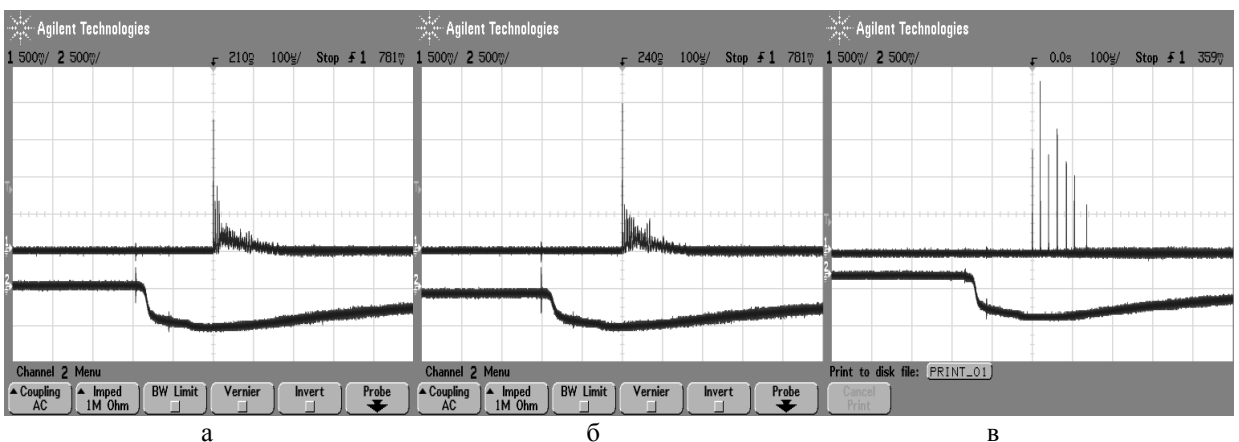 Agilent Technologies
1 500㎷/ 2 500㎷/ 210㎲ 100㎲/ Stop 1 781㎷
Channel 2 Menu
Coupling AC
Imped 1M Ohm
BW Limit
Vernier
Invert
Probe
а
Agilent Technologies
1 500㎷/ 2 500㎷/ 240㎲ 100㎲/ Stop 1 781㎷
Channel 2 Menu
Coupling AC
Imped 1M Ohm
BW Limit
Vernier
Invert
Probe
б
Agilent Technologies
1 500㎷/ 2 500㎷/ 0.0s 100㎲/ Stop 1 359㎷
Print to disk file: PRINT_01
Cancel Print
в